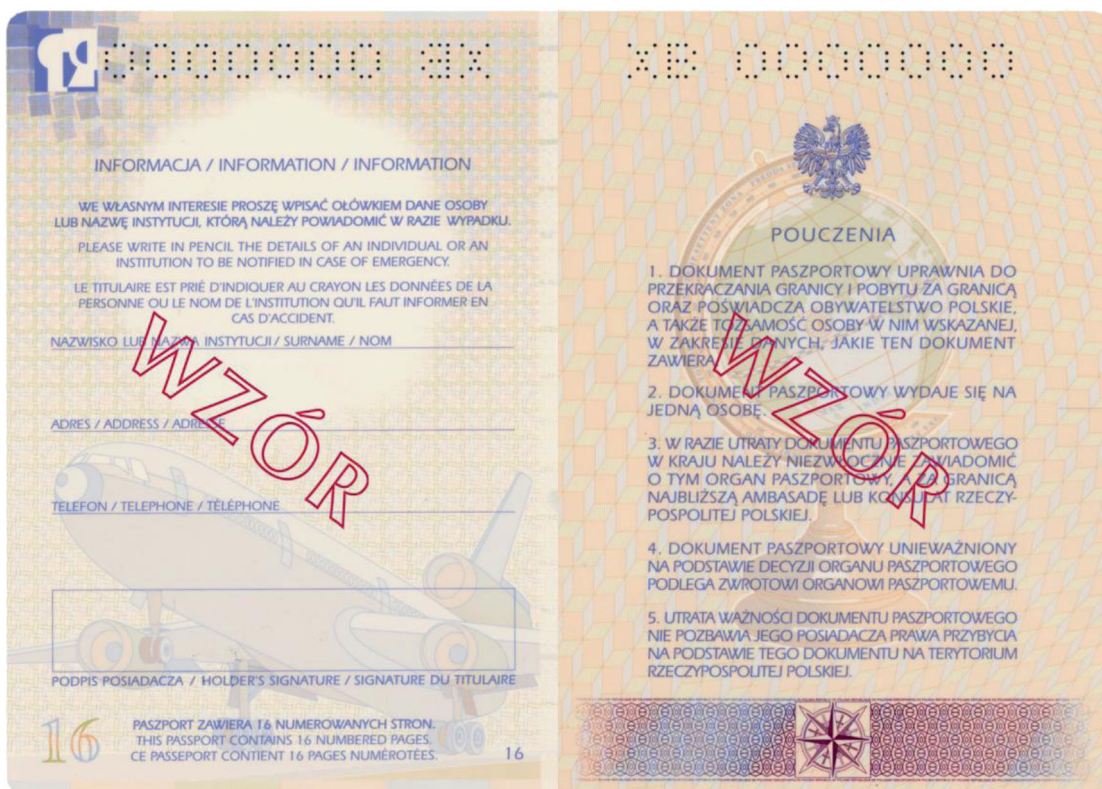 0000000 XB
INFORMACJA / INFORMATION / INFORMATION
WE WŁASNYM INTERESIE PROSZĘ WPISAĆ OŁÓWKIEM DANE OSOBY
LUB NAZWĘ INSTYTUCJI, KTÓRĄ NALEŻY POWIADOMIĆ W RAZIE WYPADKU.
PLEASE WRITE IN PENCIL THE DETAILS OF AN INDIVIDUAL OR AN
INSTITUTION TO BE NOTIFIED IN CASE OF EMERGENCY.
LE TITULAIRE EST PRIÉ D'INDIQUER AU CRAYON LES DONNÉES DE LA
PERSONNE OU LE NOM DE L'INSTITUTION QU'IL FAUT INFORMER EN
CAS D'ACCIDENT.
NAZWISKO LUB NAZWA INSTYTUCJI / SURNAME / NOM
WZÓR
ADRES / ADDRESS / ADRESSE
TELEFON / TELEPHONE / TÉLÉPHONE
PODPIS POSIADACZA / HOLDER'S SIGNATURE / SIGNATURE DU TITULAIRE
16
PASZPORT ZAWIERA 16 NUMEROWANYCH STRON.
THIS PASSPORT CONTAINS 16 NUMBERED PAGES.
CE PASSEPORT CONTIENT 16 PAGES NUMÉROTÉES.
16
XB 0000000
POUCZENIA
1. DOKUMENT PASZPORTOWY UPRAWNIA DO
PRZEKRACZANIA GRANICY I POBYTU ZA GRANICĄ
ORAZ POŚWIADCZA OBYWATELSTWO POLSKIE,
A TAKŻE TOŻSAMOŚĆ OSOBY W NIM WSKAZANEJ,
W ZAKRESIE DANYCH, JAKIE TEN DOKUMENT
ZAWIERA.
WZÓR
2. DOKUMENT PASZPORTOWY WYDAJE SIĘ NA
JEDNĄ OSOBĘ.
3. W RAZIE UTRATY DOKUMENTU PASZPORTOWEGO
W KRAJU NALEŻY NIEZWŁOCZNIE ZAWIADOMIĆ
O TYM ORGAN PASZPORTOWY, A ZA GRANICĄ
NAJBLIŻSZĄ AMBASADĘ LUB KONSULAT RZECZY-
POSPOLITEJ POLSKIEJ.
4. DOKUMENT PASZPORTOWY UNIEWAŻNIONY
NA PODSTAWIE DECYZJI ORGANU PASZPORTOWEGO
PODLEGA ZWROTOWI ORGANOWI PASZPORTOWEMU.
5. UTRATA WAŻNOŚCI DOKUMENTU PASZPORTOWEGO
NIE POZBAWIA JEGO POSIADACZA PRAWA PRZYBYCIA
NA PODSTAWIE TEGO DOKUMENTU NA TERYTORIUM
RZECZYPOSPOLITEJ POLSKIEJ.